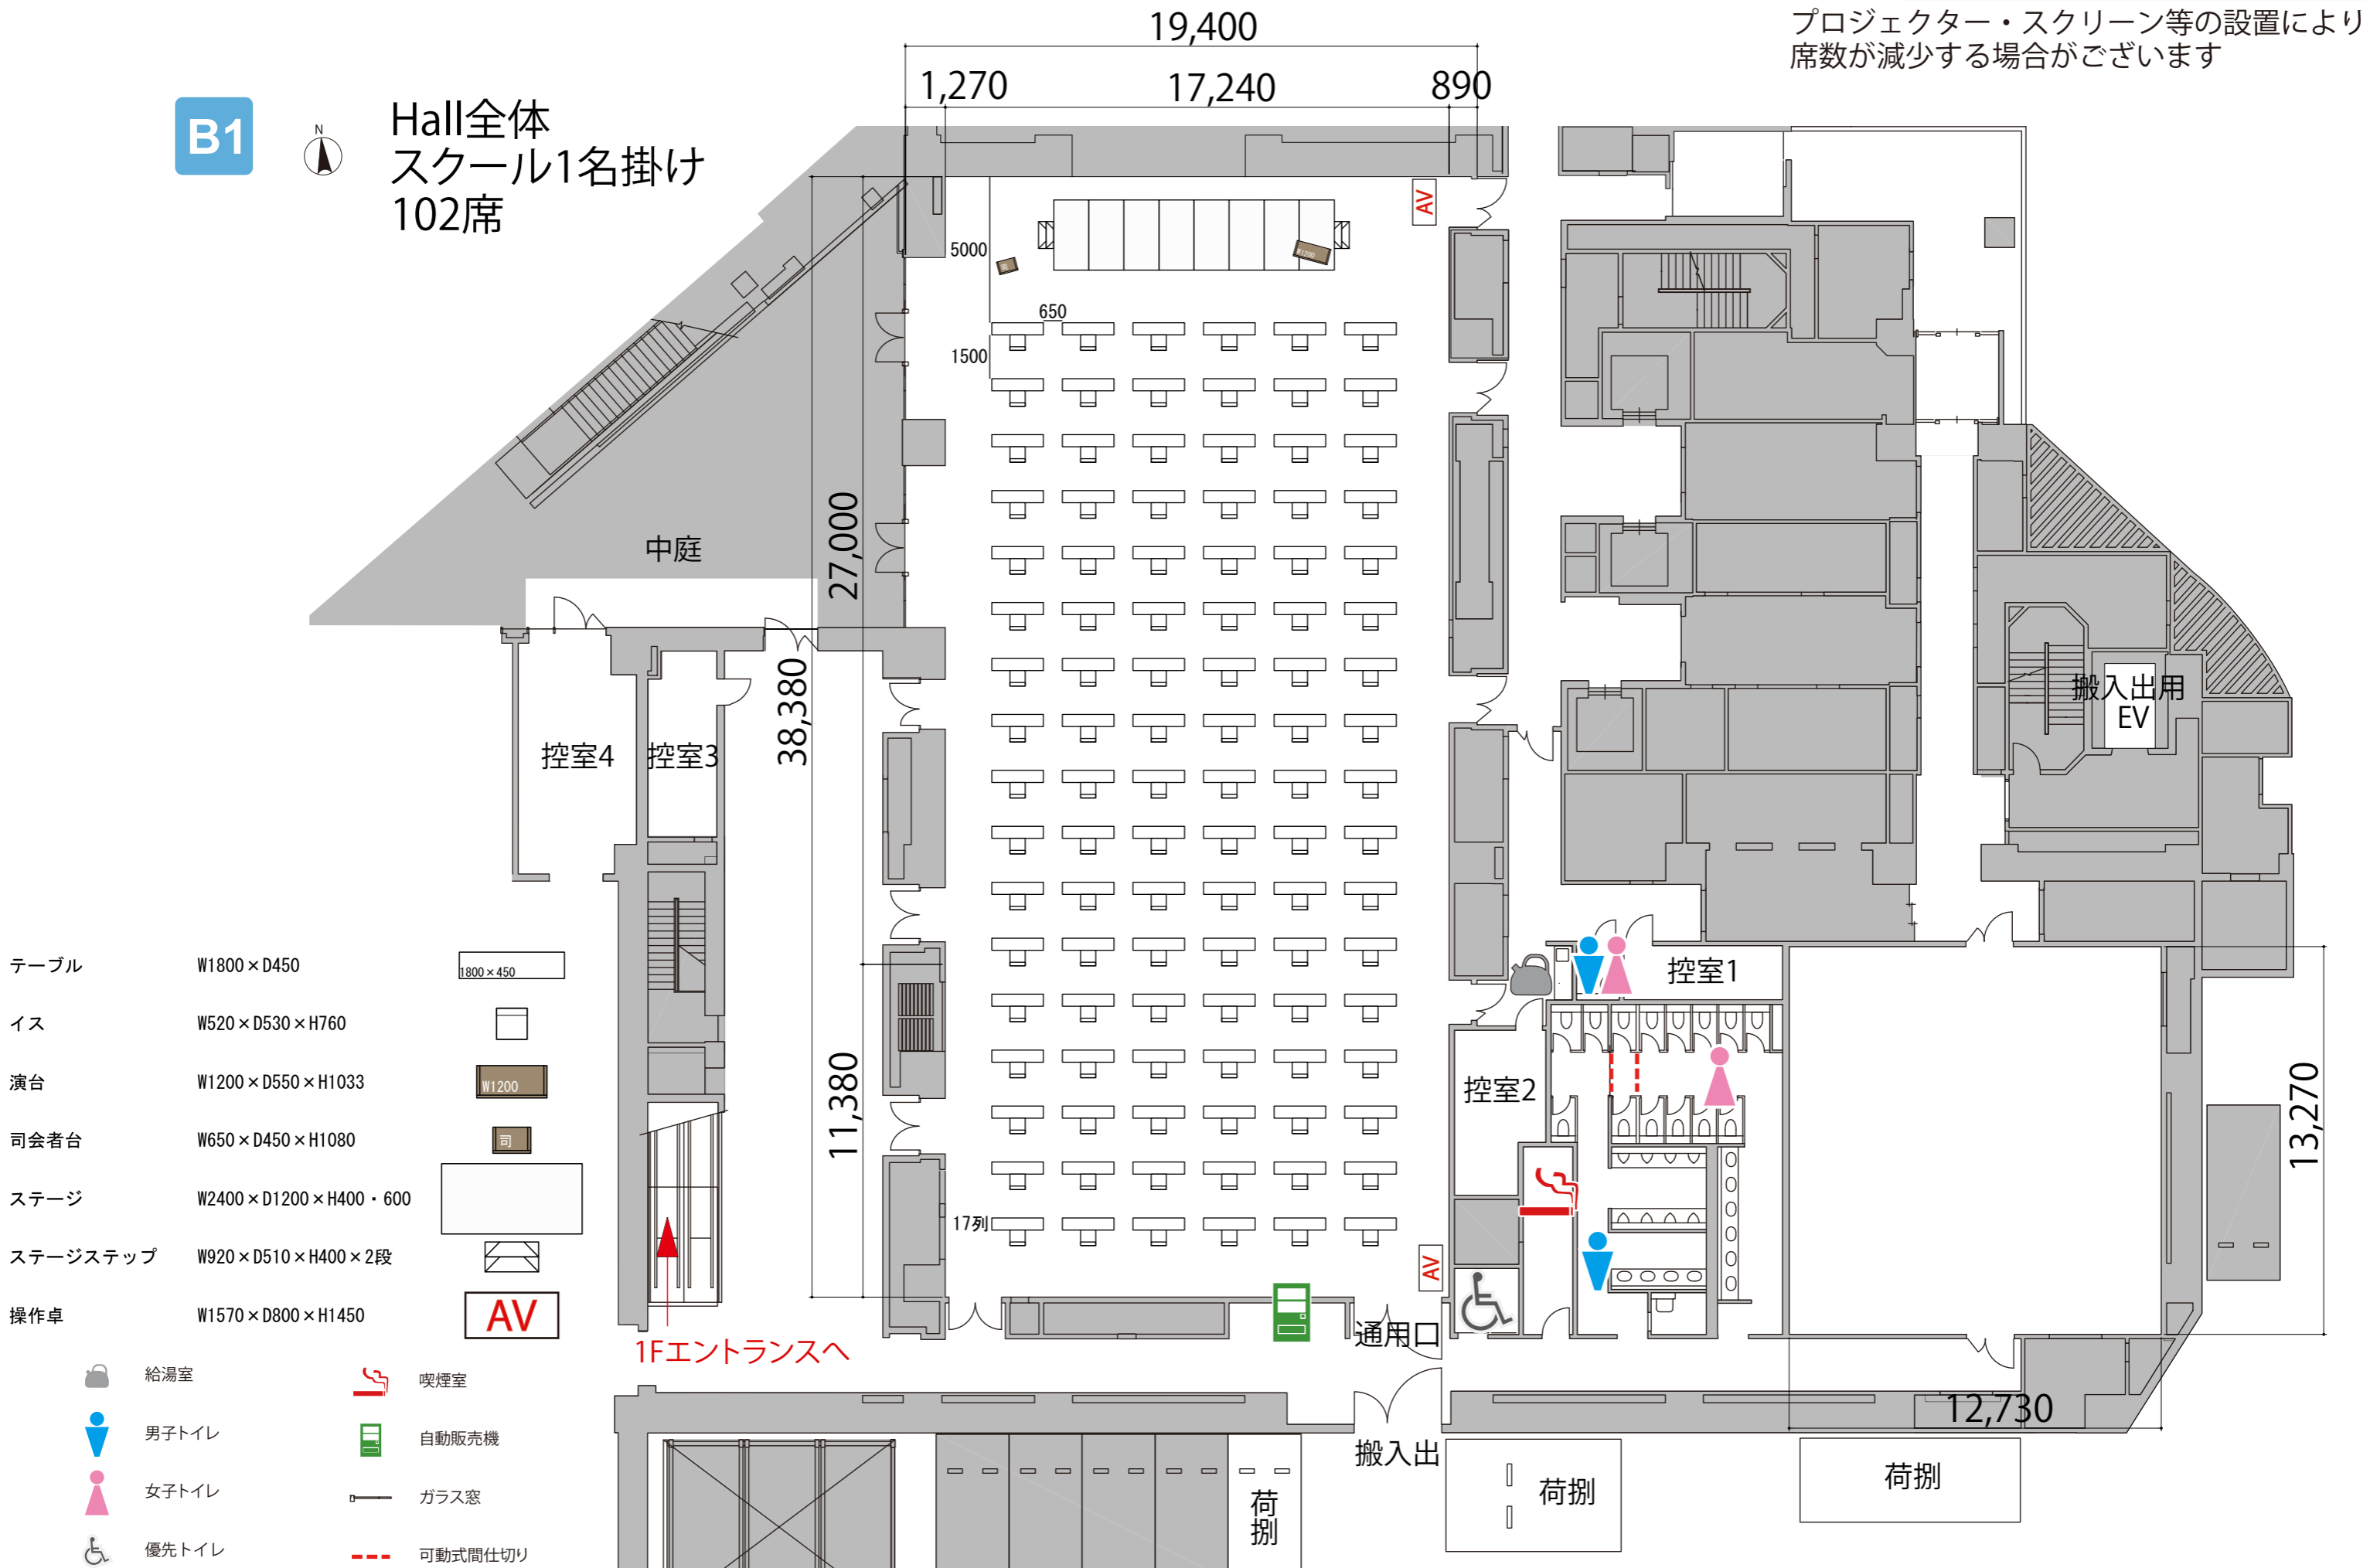 プロジェクター・スクリーン等の設置により
席数が減少する場合がございます
19,400
1,270
17,240
890
B1
N
Hall全体
スクール1名掛け
102席
AV
5000
W1200
650
1500
中庭
27,000
38,380
控室4
控室3
搬入出用
EV
控室1
控室2
11,380
13,270
17列
AV
通用口
1Fエントランスへ
12,730
搬入出
荷捌
荷捌
荷捌
テーブル W1800×D450 1800×450
イス W520×D530×H760
演台 W1200×D550×H1033 W1200
司会者台 W650×D450×H1080 司
ステージ W2400×D1200×H400・600
ステージステップ W920×D510×H400×2段
操作卓 W1570×D800×H1450 AV
給湯室 喫煙室
男子トイレ 自動販売機
女子トイレ ガラス窓
優先トイレ 可動式間仕切り